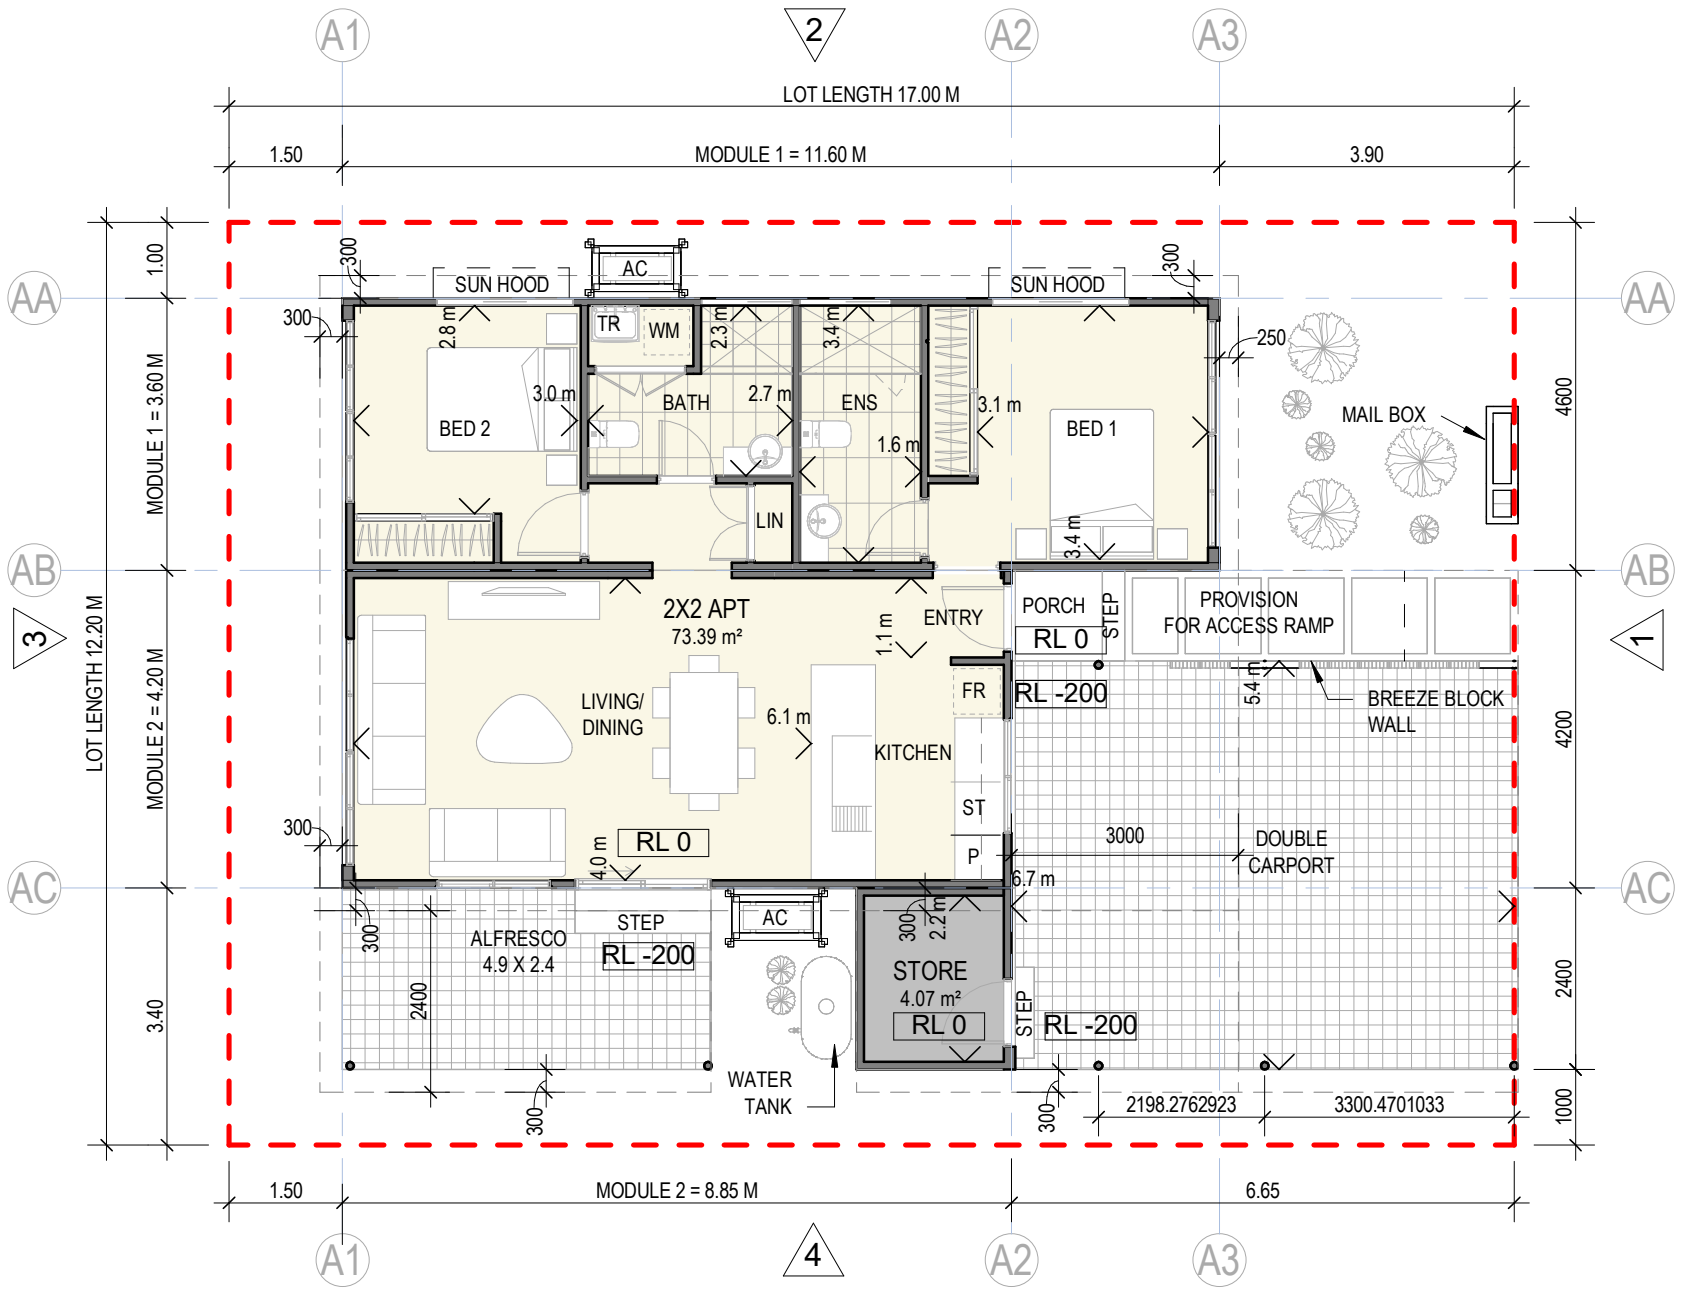 A1
2
A2
A3
LOT LENGTH 17.00 M
1.50
MODULE 1 = 11.60 M
3.90
LOT LENGTH 12.20 M
1.00
MODULE 1 = 3.60 M
MODULE 2 = 4.20 M
3.40
AA
AA
300
SUN HOOD
AC
SUN HOOD
300
300
2.8 m
TR
WM
2.3 m
3.4 m
250
3.0 m
BATH
2.7 m
ENS
3.1 m
BED 2
1.6 m
BED 1
MAIL BOX
4600
LIN
3.4 m
AB
AB
3
1
2X2 APT
73.39 m²
1.1 m
ENTRY
PORCH
RL 0
STEP
PROVISION
FOR ACCESS RAMP
FR
RL -200
5.4 m
BREEZE BLOCK
WALL
LIVING/
DINING
6.1 m
KITCHEN
4200
ST
P
300
RL 0
4.0 m
3000
DOUBLE
CARPORT
6.7 m
AC
AC
300
ALFRESCO
4.9 X 2.4
STEP
RL -200
AC
300
2.2 m
STORE
4.07 m²
RL 0
STEP
RL -200
2400
2400
WATER
TANK
300
300
2198.2762923
3300.4701033
1000
1.50
MODULE 2 = 8.85 M
6.65
A1
4
A2
A3